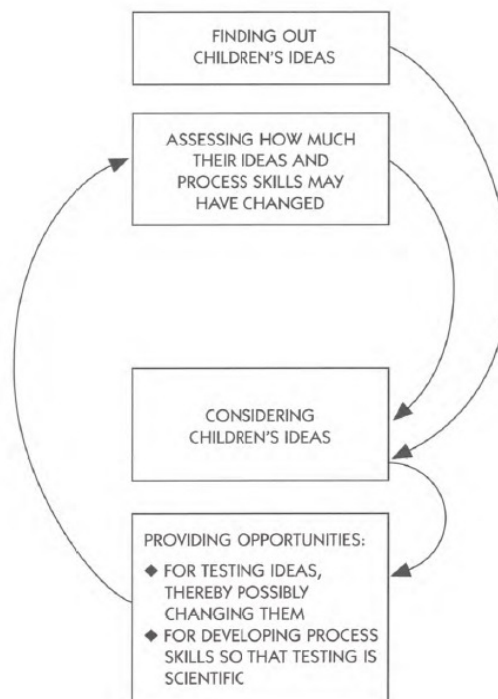 FINDING OUT
CHILDREN'S IDEAS
ASSESSING HOW MUCH
THEIR IDEAS AND
PROCESS SKILLS MAY
HAVE CHANGED
CONSIDERING
CHILDREN'S IDEAS
PROVIDING OPPORTUNITIES:
◆ FOR TESTING IDEAS,
THEREBY POSSIBLY
CHANGING THEM
◆ FOR DEVELOPING PROCESS
SKILLS SO THAT TESTING IS
SCIENTIFIC